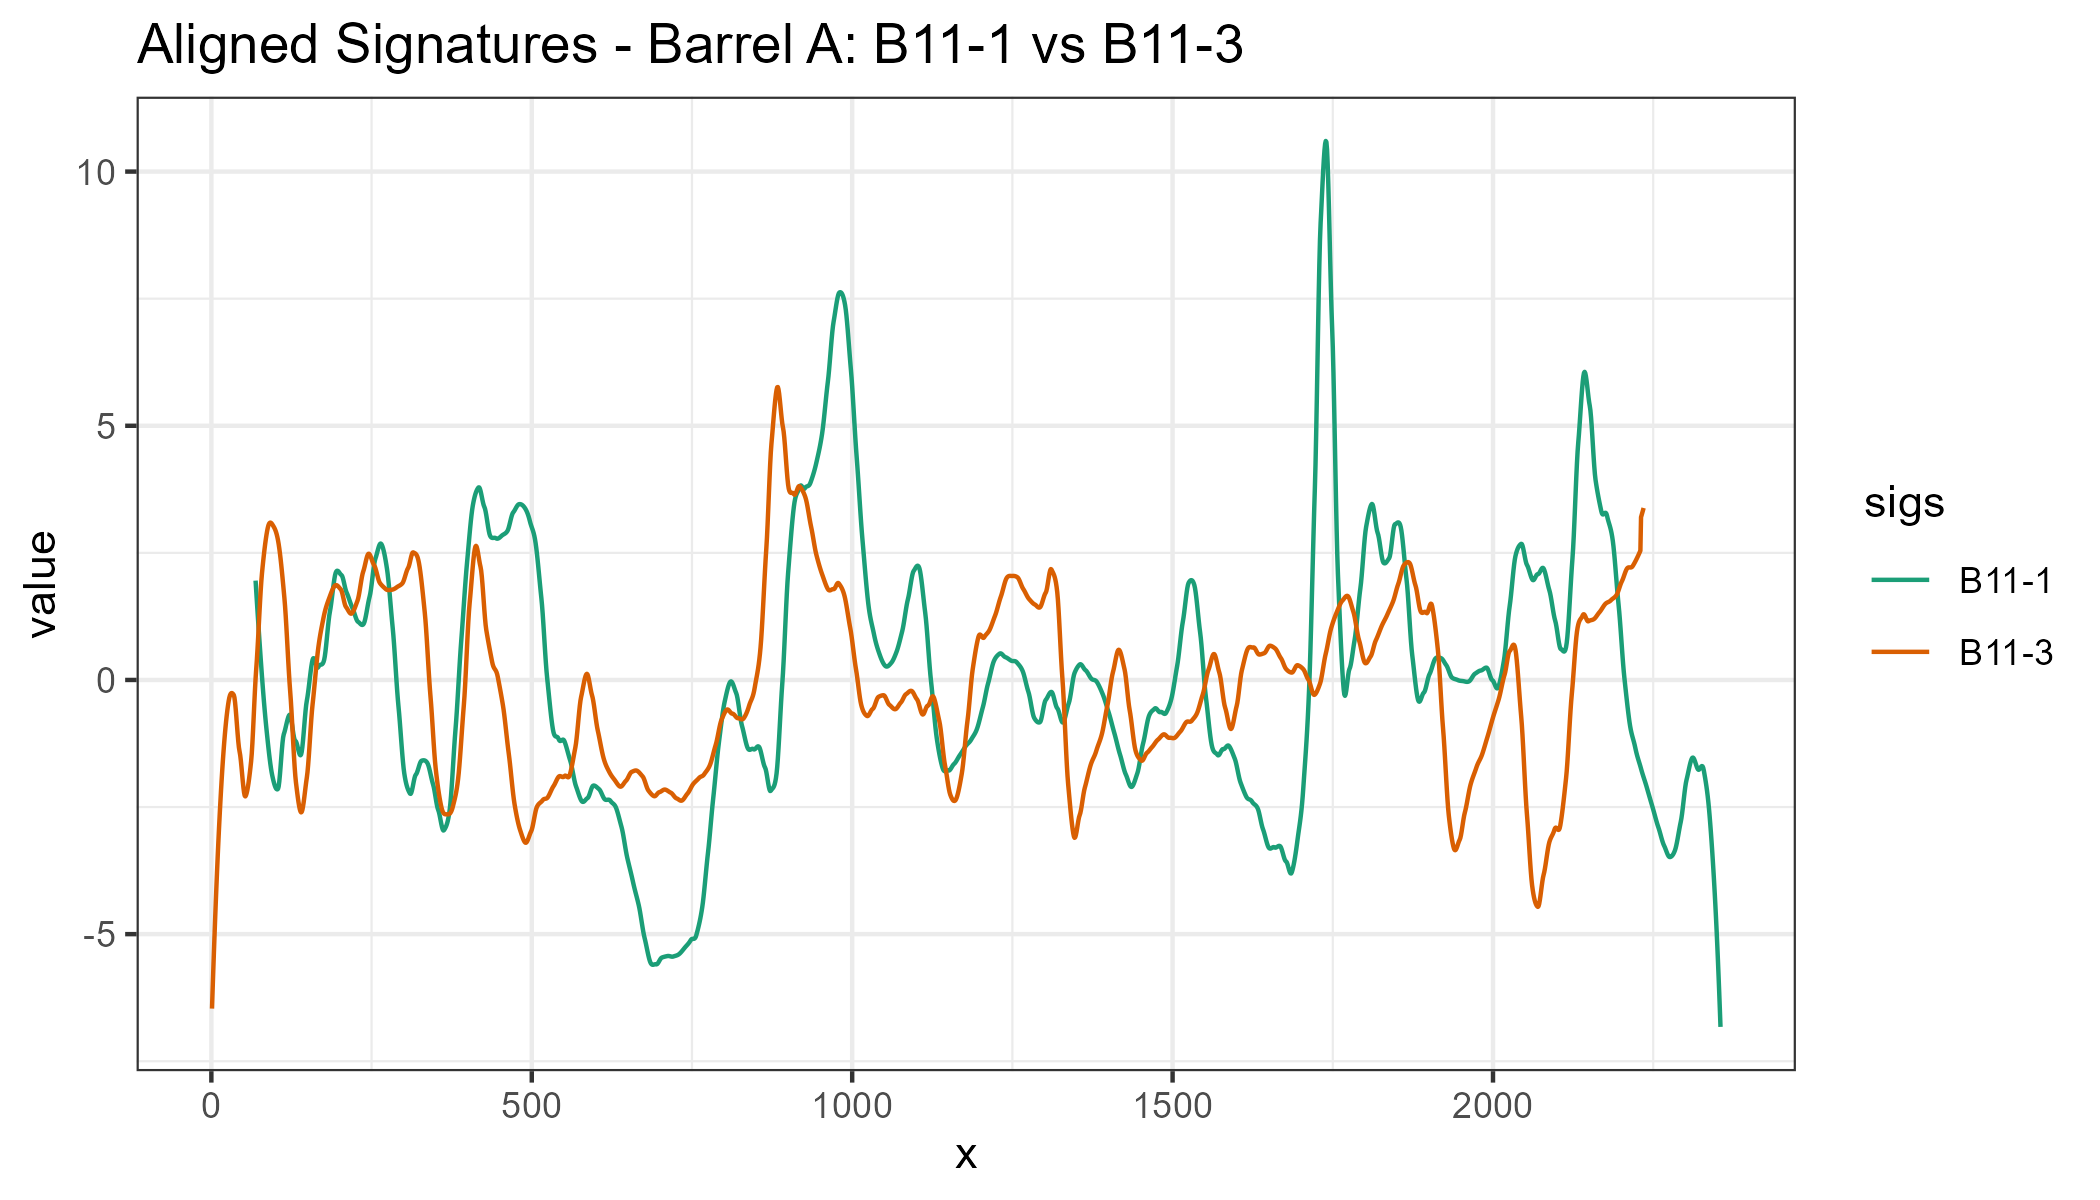 Aligned Signatures - Barrel A: B11-1 vs B11-3
value
10
5
0
-5
0 500 1000 1500 2000
x
sigs
B11-1
B11-3